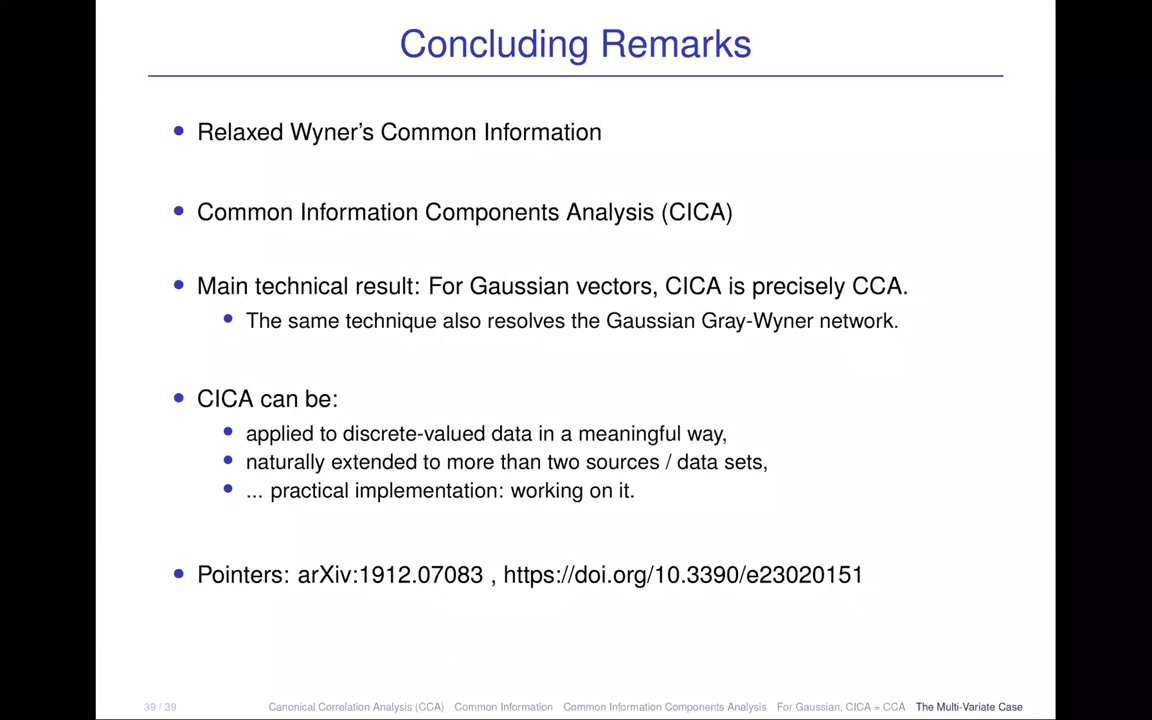 Concluding Remarks
• Relaxed Wyner's Common Information
• Common Information Components Analysis (CICA)
• Main technical result: For Gaussian vectors, CICA is precisely CCA.
• The same technique also resolves the Gaussian Gray-Wyner network.
• CICA can be:
• applied to discrete-valued data in a meaningful way,
• naturally extended to more than two sources / data sets,
• ... practical implementation: working on it.
• Pointers: arXiv:1912.07083 , https://doi.org/10.3390/e23020151
39 / 39 Canonical Correlation Analysis (CCA) Common Information Common Information Components Analysis For Gaussian, CICA = CCA The Multi-Variate Case